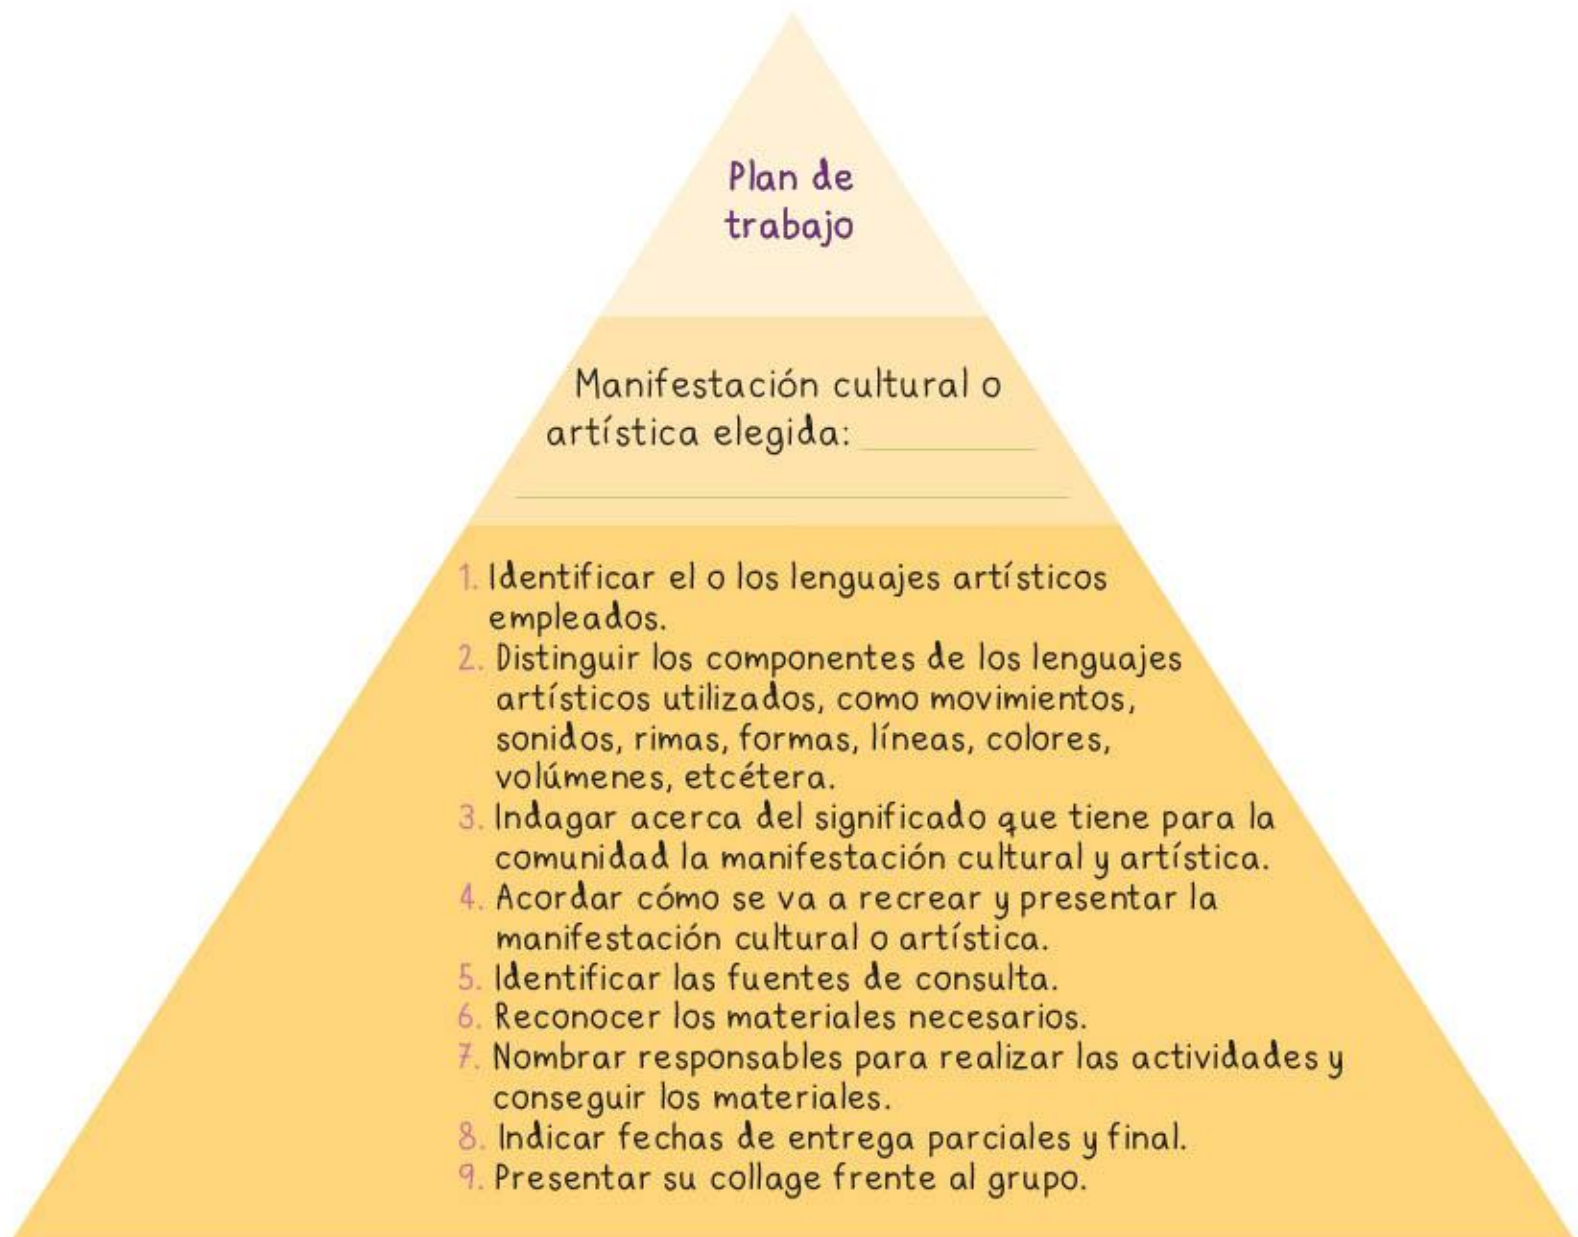 Plan de
trabajo
Manifestación cultural o
artística elegida:
1. Identificar el o los lenguajes artísticos
empleados.
2. Distinguir los componentes de los lenguajes
artísticos utilizados, como movimientos,
sonidos, rimas, formas, líneas, colores,
volúmenes, etcétera.
3. Indagar acerca del significado que tiene para la
comunidad la manifestación cultural y artística.
4. Acordar cómo se va a recrear y presentar la
manifestación cultural o artística.
5. Identificar las fuentes de consulta.
6. Reconocer los materiales necesarios.
7. Nombrar responsables para realizar las actividades y
conseguir los materiales.
8. Indicar fechas de entrega parciales y final.
9. Presentar su collage frente al grupo.